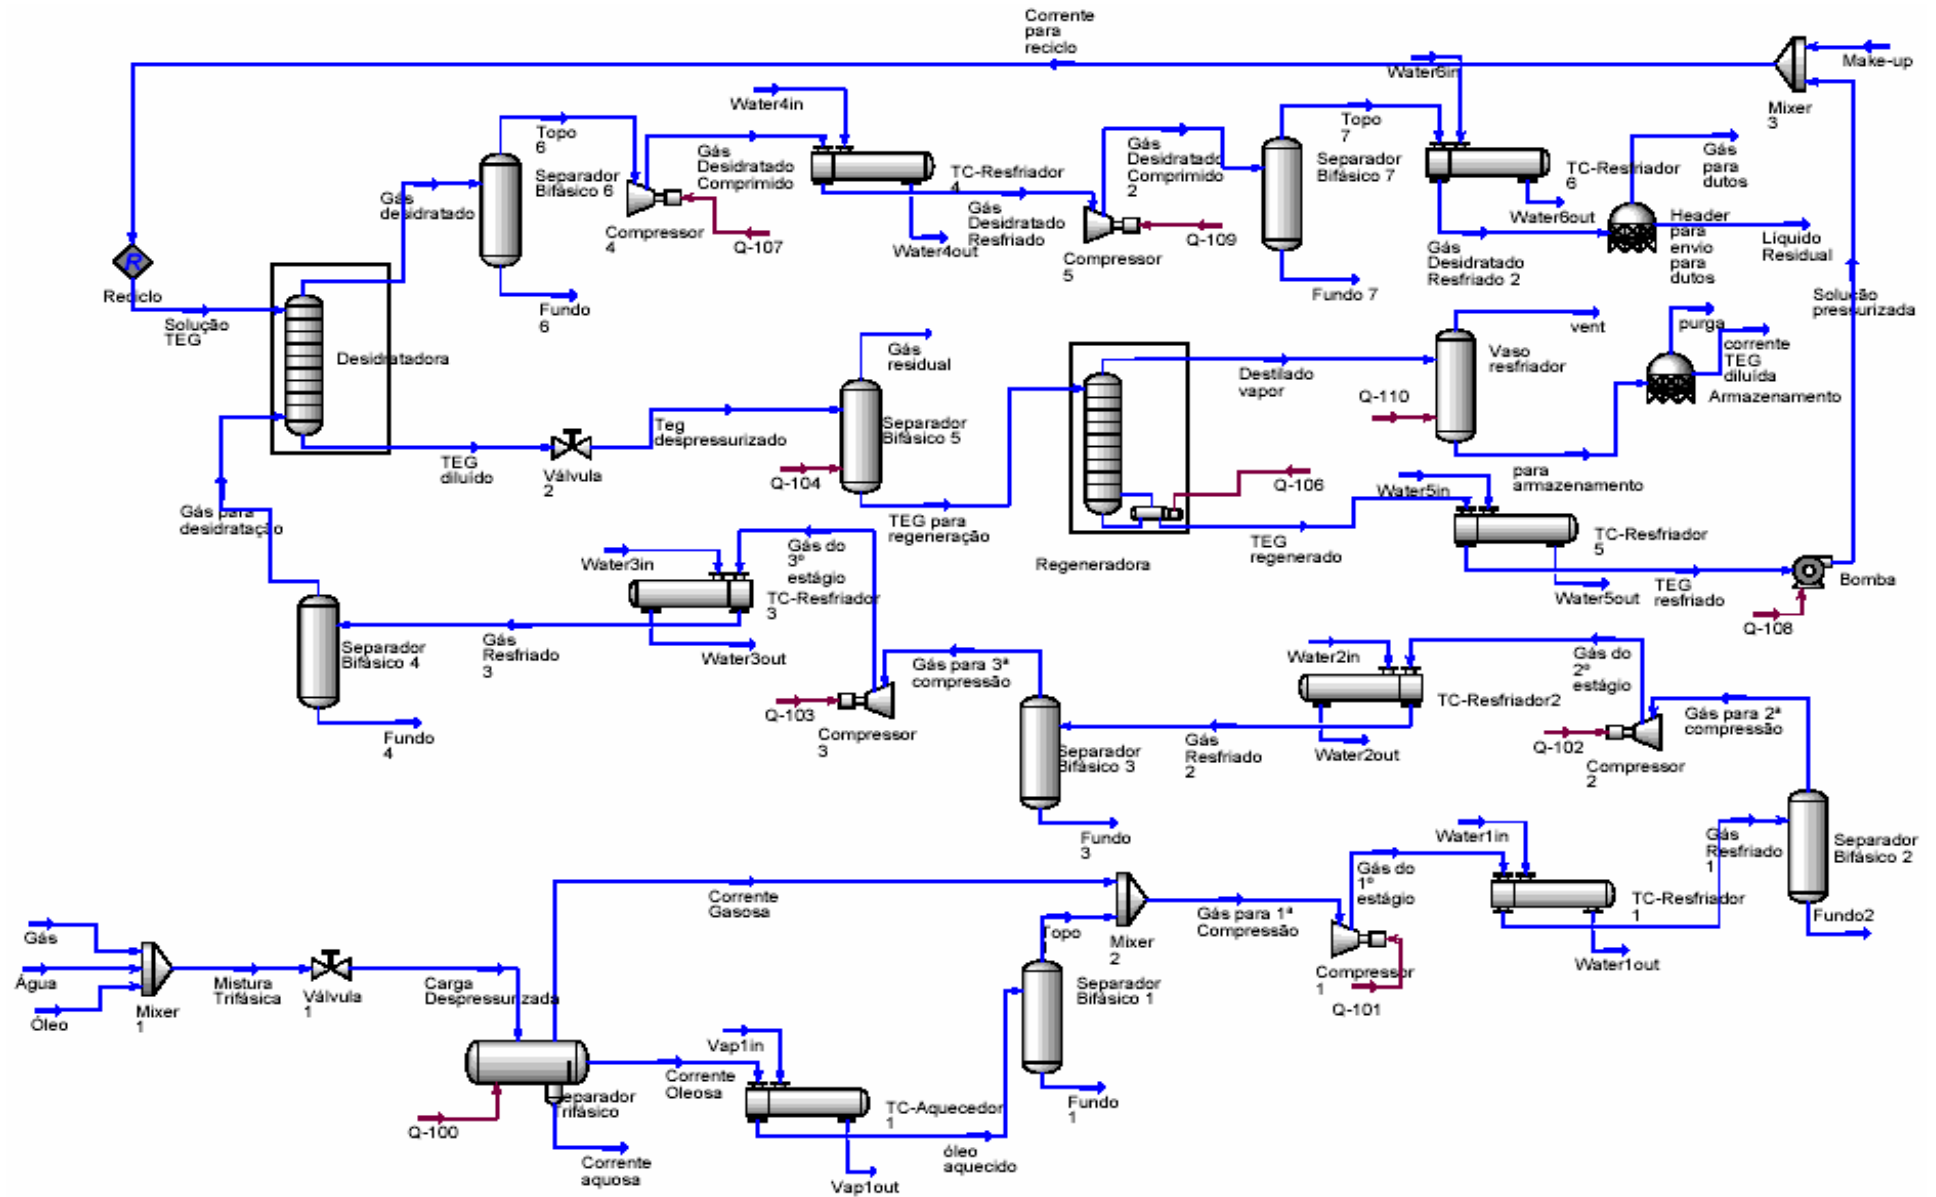 Corrente
para
reciclo
Make-up
Mixer
3
Water6in
Water4in
Topo
6
Separador
Bifásico 6
Gás
Desidratado
Comprimido
TC-Resfriador
4
Gás
Desidratado
Comprimido
2
Topo
7
Separador
Bifásico 7
TC-Resfriador
6
Gás
para
dutos
Gás
desidratado
Compressor
4
Q-107
Water4out
Gás
Desidratado
Resfriado
Compressor
5
Q-109
Water6out
Header
para
envio
para
dutos
Líquido
Residual
Gás
Desidratado
Resfriado 2
R
Reciclo
Solução
TEG
Fundo
6
Fundo 7
Solução
pressurizada
Desidratadora
Gás
residual
vent
purga
corrente
TEG
diluída
Vaso
resfriador
Destilado
vapor
Armazenamento
Q-110
Teg
despressurizado
Separador
Bifásico 5
TEG
diluído
Válvula
2
Q-104
Q-106
para
armazenamento
Water5in
Gás para
desidratação
TEG para
regeneração
TEG
regenerado
TC-Resfriador
5
Regeneradora
Water3in
Gás do
3º
estágio
TC-Resfriador
3
TEG
resfriado
Water5out
Bomba
Q-108
Separador
Bifásico 4
Gás
Resfriado
3
Water3out
Gás para 3ª
compressão
Water2in
Gás do
2º
estágio
TC-Resfriador2
Gás para 2ª
compressão
Q-103
Compressor
3
Fundo
4
Separador
Bifásico 3
Gás
Resfriado
2
Water2out
Q-102
Compressor
2
Fundo
3
Water1in
Gás
Resfriado
1
Separador
Bifásico 2
Gás do
1º
estágio
TC-Resfriador
1
Fundo2
Corrente
Gasosa
Topo
Mixer
2
Gás para 1ª
Compressão
Water1out
Compressor
1
Q-101
Gás
Água
Óleo
Mixer
1
Mistura
Trifásica
Válvula
1
Carga
Despressurizada
Separador
Bifásico 1
Vap1in
Corrente
Oleosa
Separador
Trifásico
Q-100
TC-Aquecedor
1
Fundo
1
Corrente
aquosa
óleo
aquecido
Vap1out